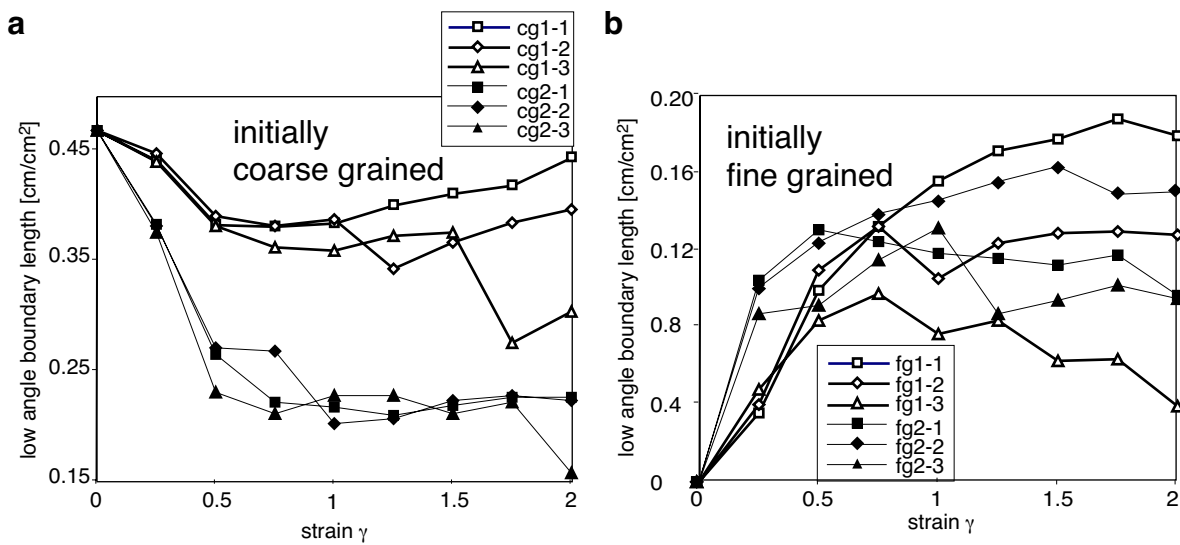 a
cg1-1
cg1-2
cg1-3
cg2-1
cg2-2
cg2-3
initially
coarse grained
low angle boundary length [cm/cm²]
0.45
0.35
0.25
0.15
0
0.5
1
1.5
2
strain γ
b
initially
fine grained
low angle boundary length [cm/cm²]
0.20
0.16
0.12
0.8
0.4
0
fg1-1
fg1-2
fg1-3
fg2-1
fg2-2
fg2-3
0
0.5
1
1.5
2
strain γ